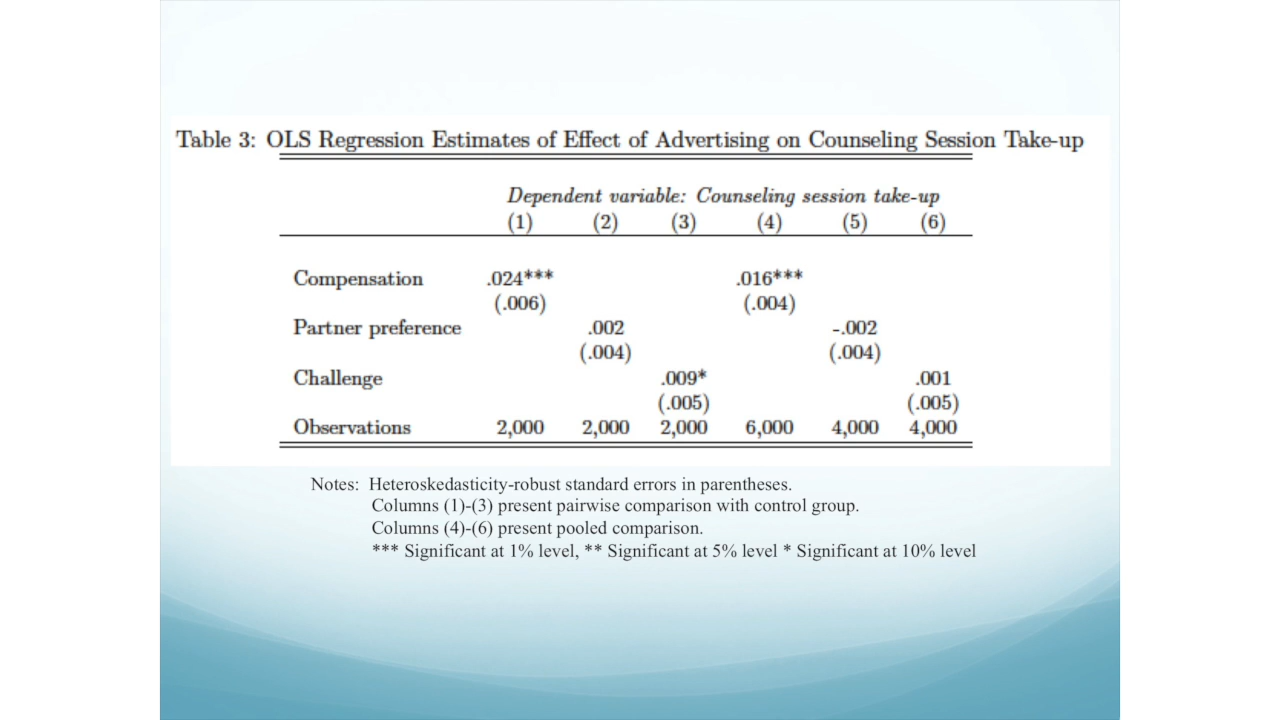 Table 3: OLS Regression Estimates of Effect of Advertising on Counseling Session Take-up
Dependent variable: Counseling session take-up
(1) (2) (3) (4) (5) (6)
Compensation .024*** .016***
(.006) (.004)
Partner preference .002 -.002
(.004) (.004)
Challenge .009* .001
(.005) (.005)
Observations 2,000 2,000 2,000 6,000 4,000 4,000
Notes: Heteroskedasticity-robust standard errors in parentheses.
Columns (1)-(3) present pairwise comparison with control group.
Columns (4)-(6) present pooled comparison.
*** Significant at 1% level, ** Significant at 5% level * Significant at 10% level